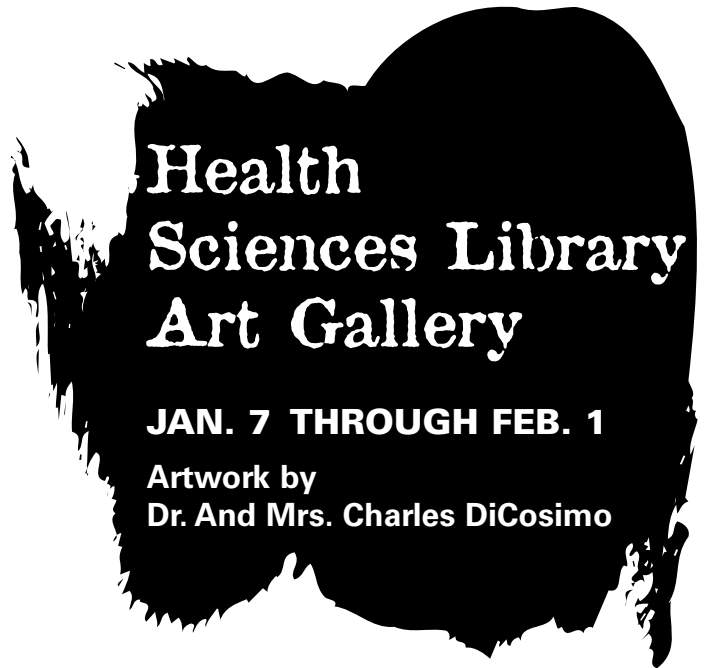 Health
Sciences Library
Art Gallery
JAN. 7 THROUGH FEB. 1
Artwork by
Dr. And Mrs. Charles DiCosimo